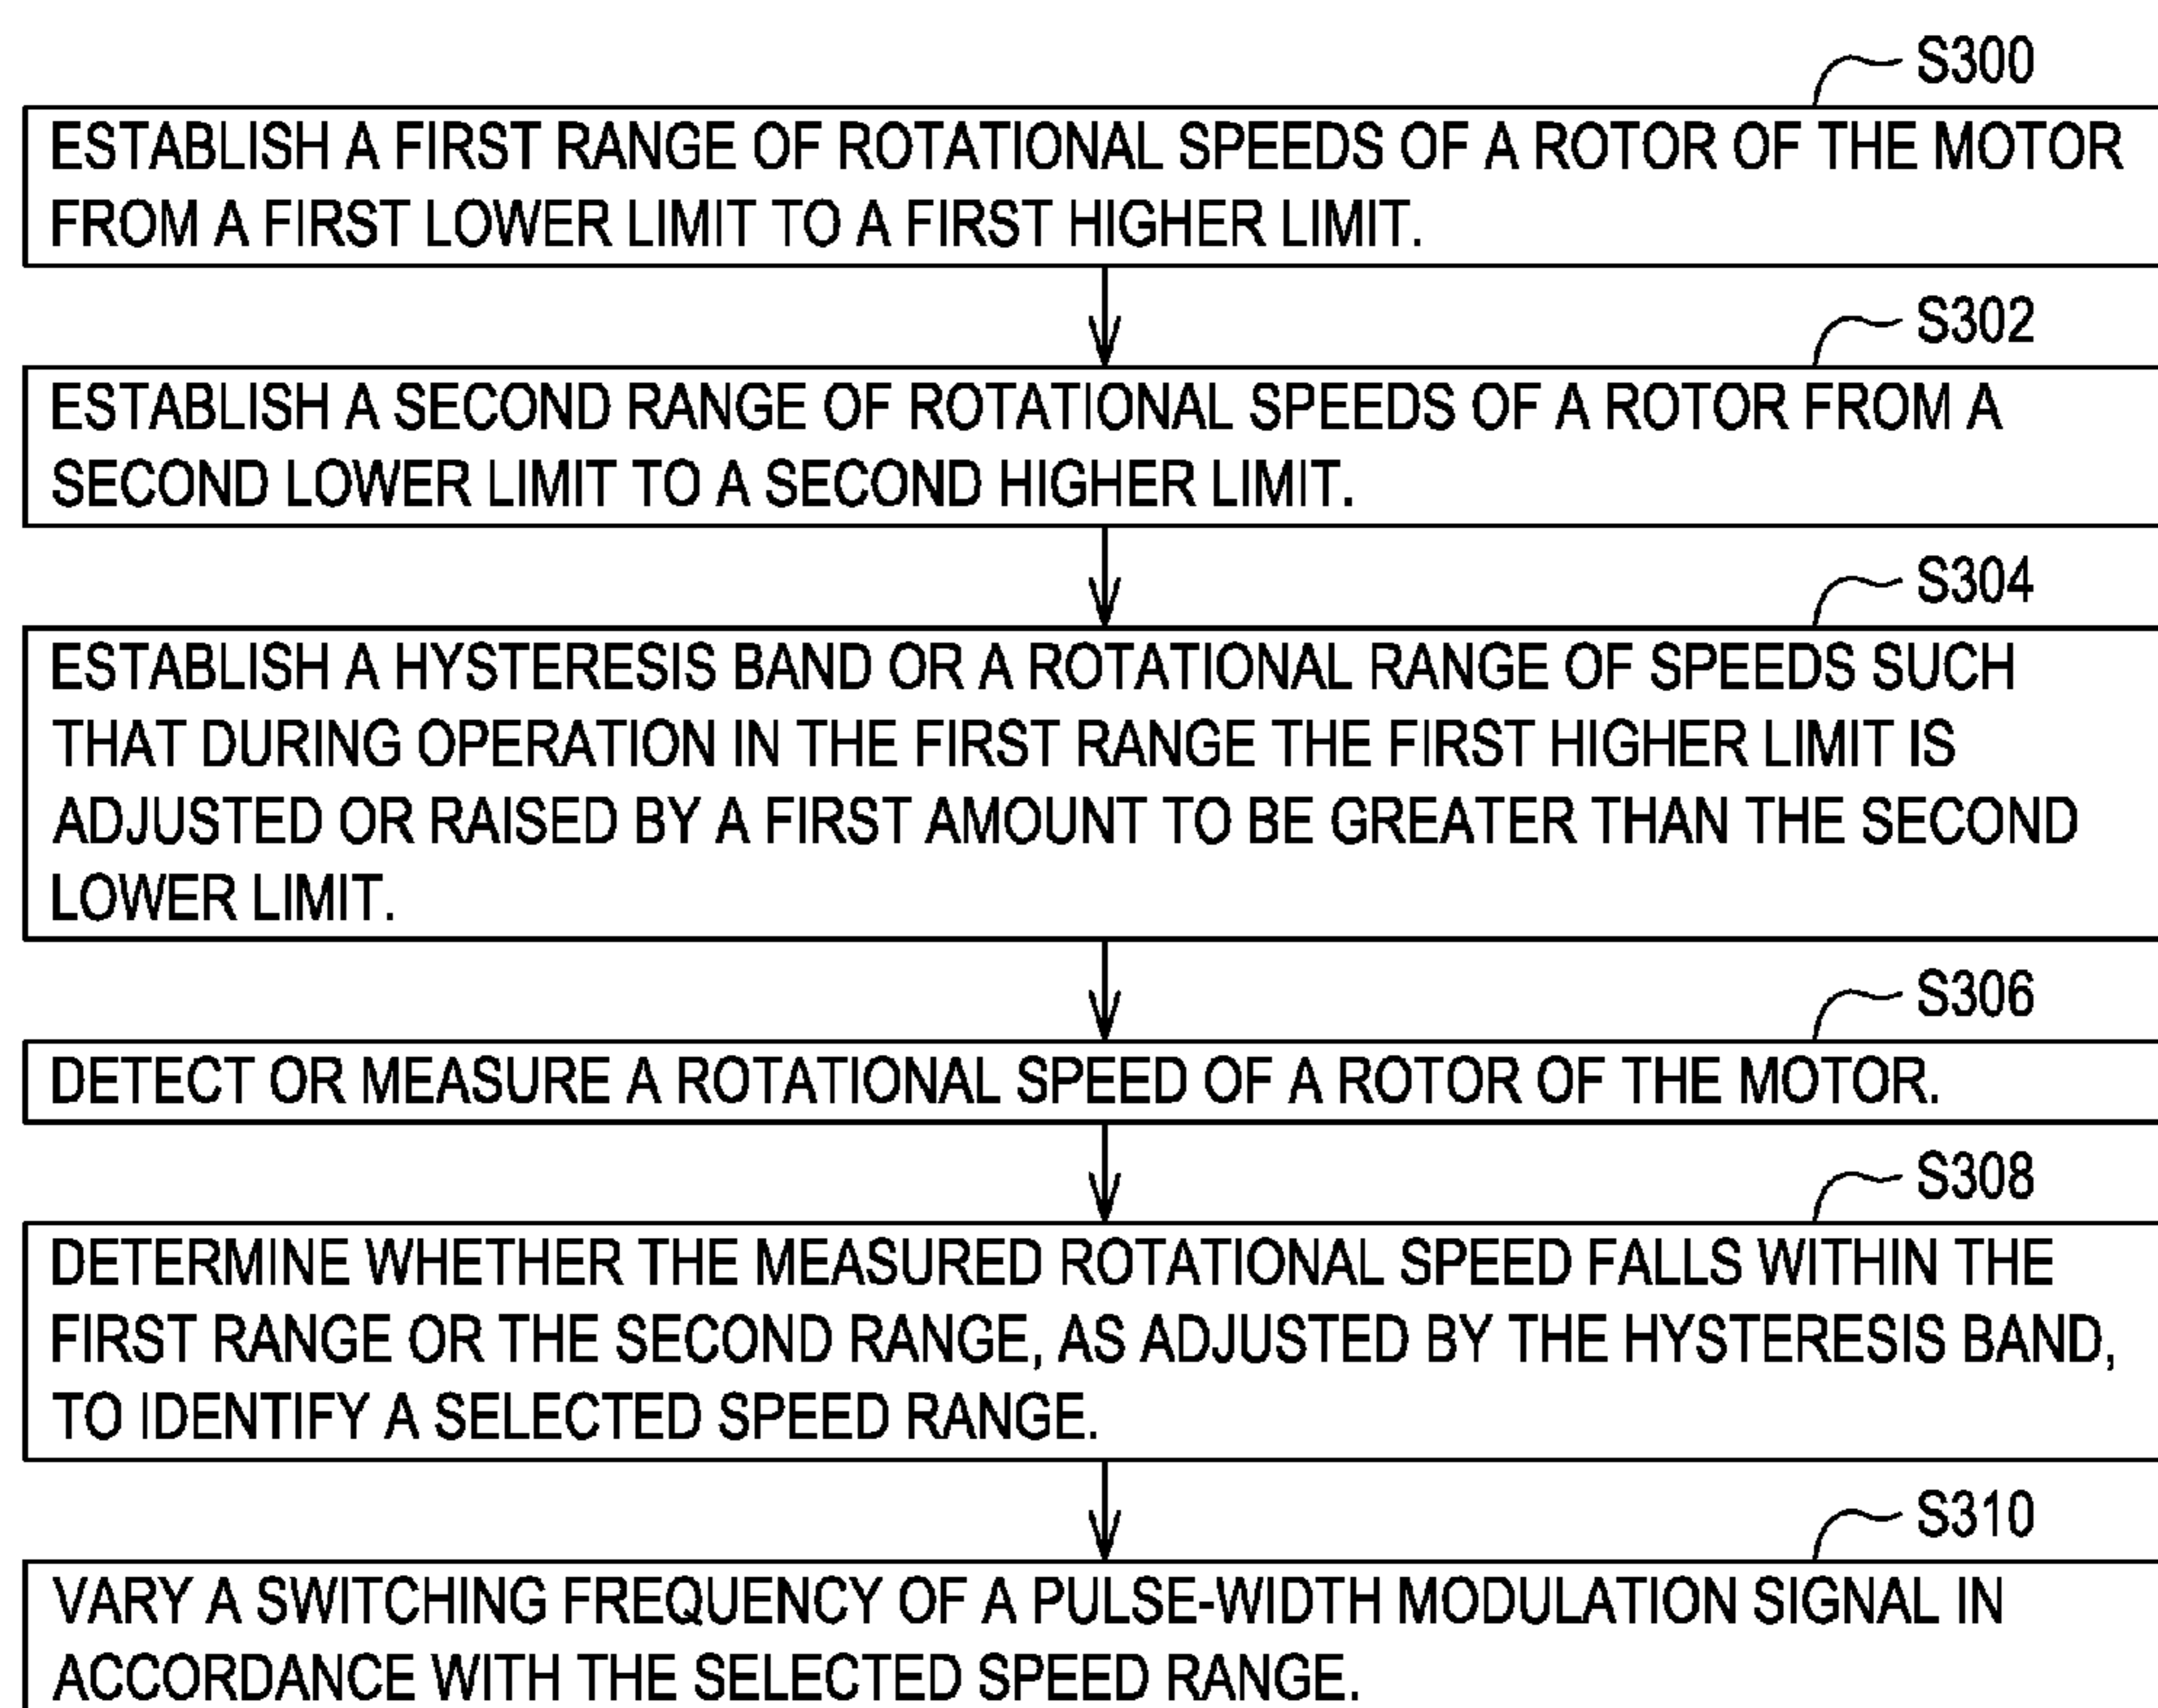 S300
ESTABLISH A FIRST RANGE OF ROTATIONAL SPEEDS OF A ROTOR OF THE MOTOR
FROM A FIRST LOWER LIMIT TO A FIRST HIGHER LIMIT.
S302
ESTABLISH A SECOND RANGE OF ROTATIONAL SPEEDS OF A ROTOR FROM A
SECOND LOWER LIMIT TO A SECOND HIGHER LIMIT.
S304
ESTABLISH A HYSTERESIS BAND OR A ROTATIONAL RANGE OF SPEEDS SUCH
THAT DURING OPERATION IN THE FIRST RANGE THE FIRST HIGHER LIMIT IS
ADJUSTED OR RAISED BY A FIRST AMOUNT TO BE GREATER THAN THE SECOND
LOWER LIMIT.
S306
DETECT OR MEASURE A ROTATIONAL SPEED OF A ROTOR OF THE MOTOR.
S308
DETERMINE WHETHER THE MEASURED ROTATIONAL SPEED FALLS WITHIN THE
FIRST RANGE OR THE SECOND RANGE, AS ADJUSTED BY THE HYSTERESIS BAND,
TO IDENTIFY A SELECTED SPEED RANGE.
S310
VARY A SWITCHING FREQUENCY OF A PULSE-WIDTH MODULATION SIGNAL IN
ACCORDANCE WITH THE SELECTED SPEED RANGE.